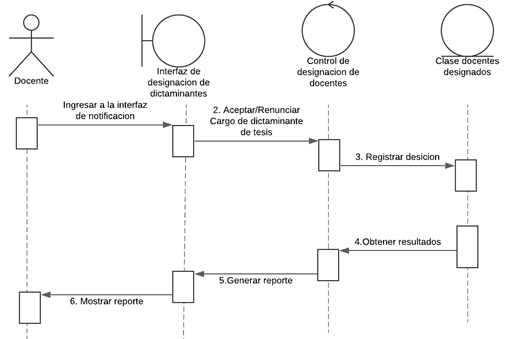 Docente
Interfaz de
designacion de
dictaminantes
Control de
designacion de
docentes
Clase docentes
designados
Ingresar a la interfaz
de notificacion
2. Aceptar/Renunciar
Cargo de dictaminante
de tesis
3. Registrar desicion
4.Obtener resultados
5.Generar reporte
6. Mostrar reporte